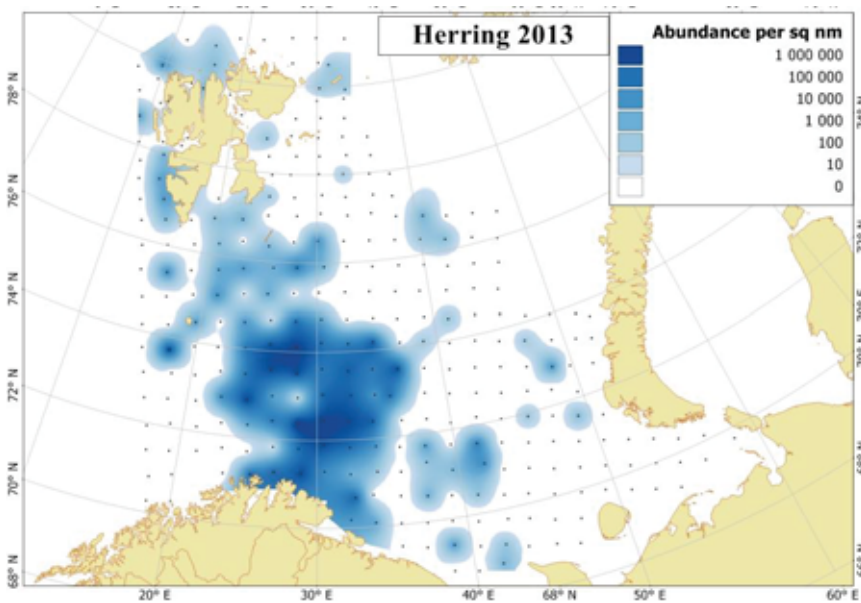 Herring 2013
Abundance per sq nm
1 000 000
100 000
10 000
1 000
100
10
0
78° N
76° N
74° N
72° N
70° N
68° N
20° E
30° E
40° E
68° N
50° E
60° E